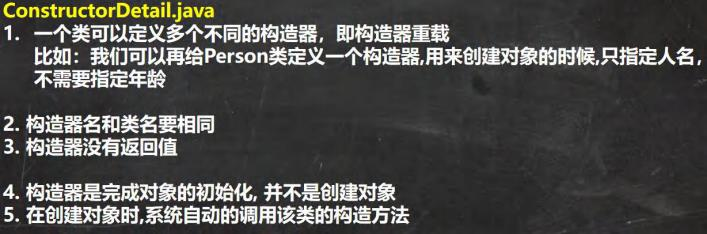 ConstructorDetail.java
1. 一个类可以定义多个不同的构造器，即构造器重载
比如：我们可以再给Person类定义一个构造器,用来创建对象的时候,只指定人名，
不需要指定年龄
2. 构造器名和类名要相同
3. 构造器没有返回值
4. 构造器是完成对象的初始化, 并不是创建对象
5. 在创建对象时,系统自动的调用该类的构造方法